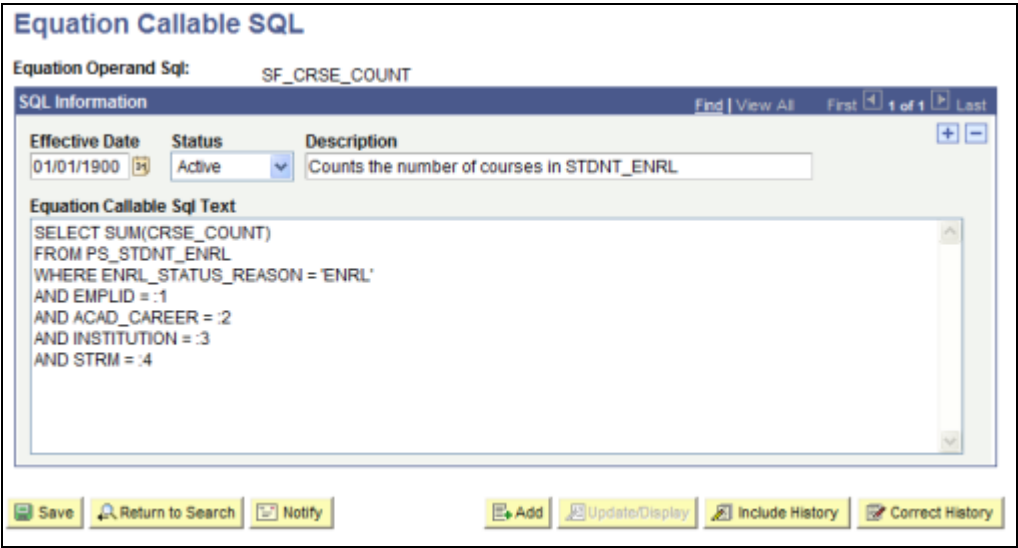 Equation Callable SQL
Equation Operand Sql: SF_CRSE_COUNT
SQL Information Find | View All First 1 of 1 Last
Effective Date Status Description
01/01/1900 Active Counts the number of courses in STDNT_ENRL
Equation Callable Sql Text
SELECT SUM(CRSE_COUNT)
FROM PS_STDNT_ENRL
WHERE ENRL_STATUS_REASON = 'ENRL'
AND EMPLID = :1
AND ACAD_CAREER = :2
AND INSTITUTION = :3
AND STRM = :4
Save Return to Search Notify Add Update/Display Include History Correct History